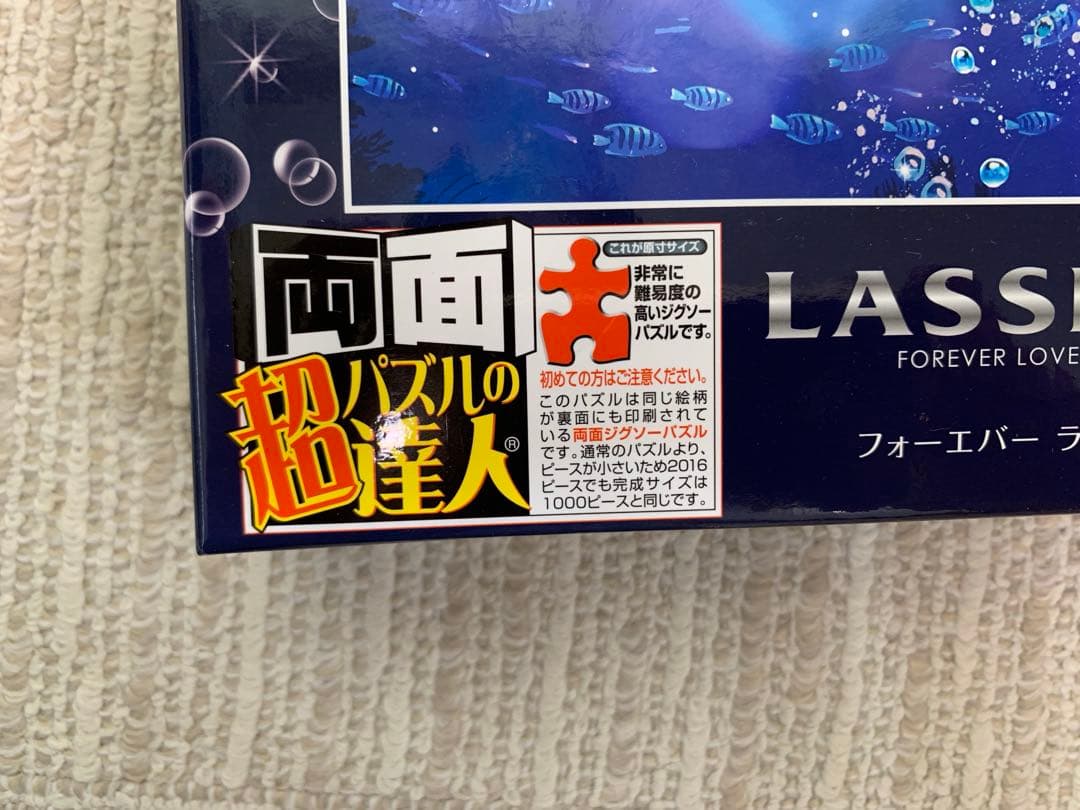 両面
パズルの
超達人®
これが原寸サイズ
非常に
難易度の
高いジグソー
パズルです。
初めての方はご注意ください。
このパズルは同じ絵柄
が裏面にも印刷されて
いる両面ジグソーパズル
です。通常のパズルより、
ピースが小さいため2016
ピースでも完成サイズは
1000ピースと同じです。
LASS
FOREVER LOVE
フォーエバー ラ